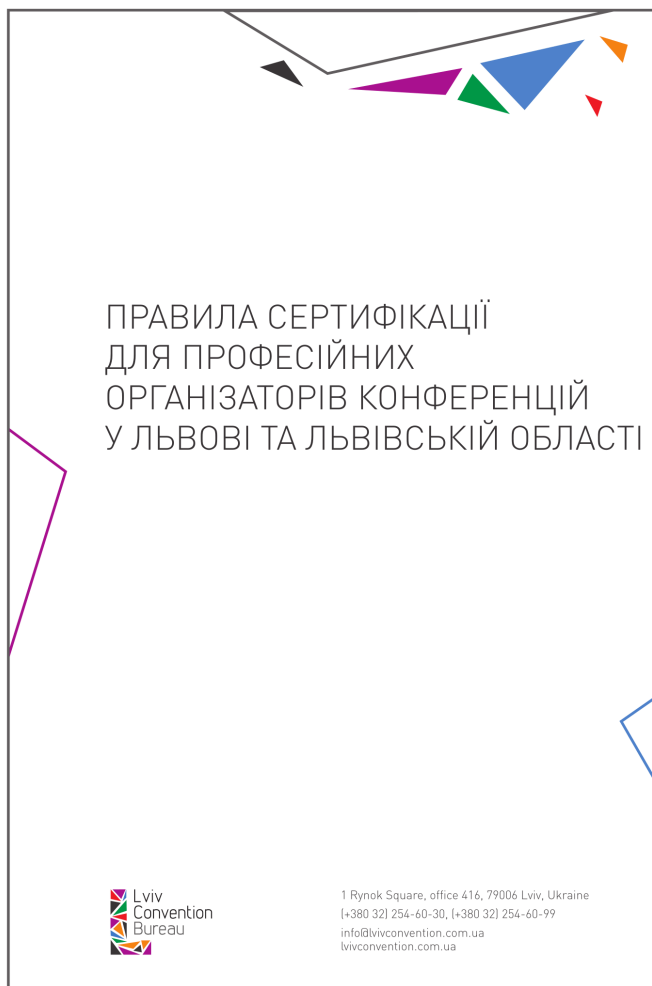 ПРАВИЛА СЕРТИФІКАЦІЇ
ДЛЯ ПРОФЕСІЙНИХ
ОРГАНІЗАТОРІВ КОНФЕРЕНЦІЙ
У ЛЬВОВІ ТА ЛЬВІВСЬКІЙ ОБЛАСТІ
Lviv
Convention
Bureau
1 Rynok Square, office 416, 79006 Lviv, Ukraine
(+380 32) 254-60-30, (+380 32) 254-60-99
info@lvivconvention.com.ua
lvivconvention.com.ua